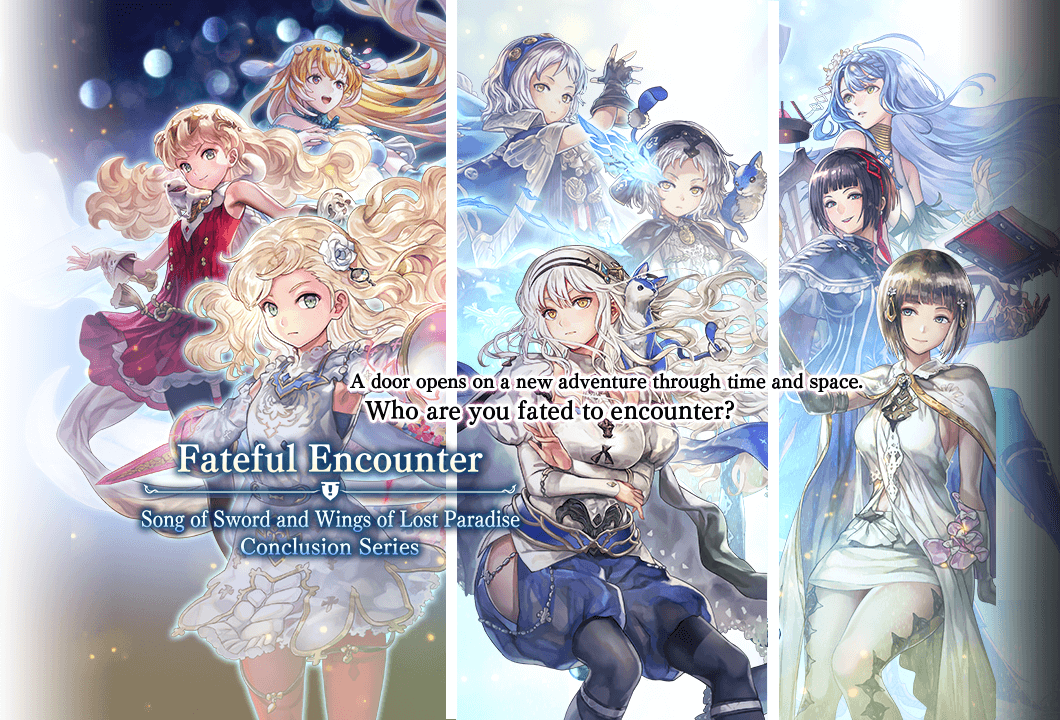 A door opens on a new adventure through time and space.
Who are you fated to encounter?
Fateful Encounter
Song of Sword and Wings of Lost Paradise
Conclusion Series